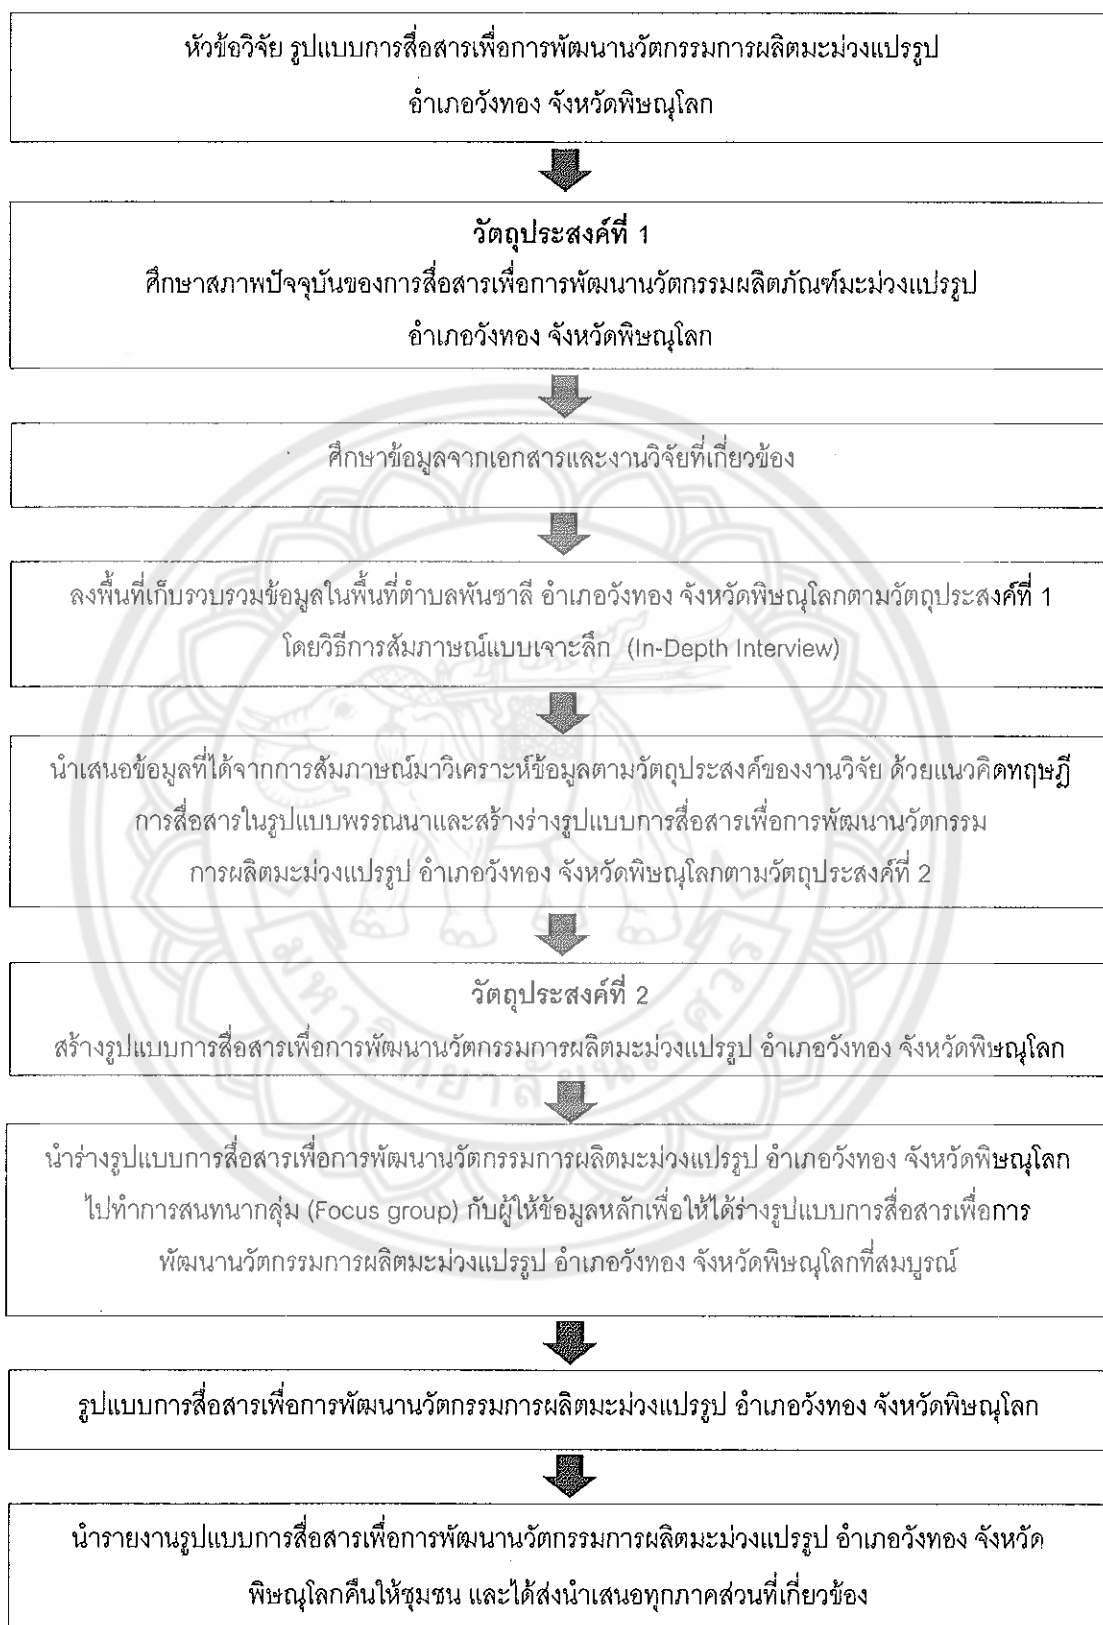 หัวข้อวิจัย รูปแบบการสื่อสารเพื่อการพัฒนานวัตกรรมการผลิตมะม่วงแปรรูป
อำเภอวังทอง จังหวัดพิษณุโลก
วัตถุประสงค์ที่ 1
ศึกษาสภาพปัจจุบันของการสื่อสารเพื่อการพัฒนานวัตกรรมผลิตภัณฑ์มะม่วงแปรรูป
อำเภอวังทอง จังหวัดพิษณุโลก
ศึกษาข้อมูลจากเอกสารและงานวิจัยที่เกี่ยวข้อง
ลงพื้นที่เก็บรวบรวมข้อมูลในพื้นที่ตำบลพันชาลี อำเภอวังทอง จังหวัดพิษณุโลกตามวัตถุประสงค์ที่ 1
โดยวิธีการสัมภาษณ์แบบเจาะลึก (In-Depth Interview)
นำเสนอข้อมูลที่ได้จากการสัมภาษณ์มาวิเคราะห์ข้อมูลตามวัตถุประสงค์ของงานวิจัย ด้วยแนวคิดทฤษฎี
การสื่อสารในรูปแบบพรรณนาและสร้างร่างรูปแบบการสื่อสารเพื่อการพัฒนานวัตกรรม
การผลิตมะม่วงแปรรูป อำเภอวังทอง จังหวัดพิษณุโลกตามวัตถุประสงค์ที่ 2
วัตถุประสงค์ที่ 2
สร้างรูปแบบการสื่อสารเพื่อการพัฒนานวัตกรรมการผลิตมะม่วงแปรรูป อำเภอวังทอง จังหวัดพิษณุโลก
มหาวิทยาลัยนเรศวร
นำร่างรูปแบบการสื่อสารเพื่อการพัฒนานวัตกรรมการผลิตมะม่วงแปรรูป อำเภอวังทอง จังหวัดพิษณุโลก
ไปทำการสนทนากลุ่ม (Focus group) กับผู้ให้ข้อมูลหลักเพื่อให้ได้ร่างรูปแบบการสื่อสารเพื่อการ
พัฒนานวัตกรรมการผลิตมะม่วงแปรรูป อำเภอวังทอง จังหวัดพิษณุโลกที่สมบูรณ์
รูปแบบการสื่อสารเพื่อการพัฒนานวัตกรรมการผลิตมะม่วงแปรรูป อำเภอวังทอง จังหวัดพิษณุโลก
นำรายงานรูปแบบการสื่อสารเพื่อการพัฒนานวัตกรรมการผลิตมะม่วงแปรรูป อำเภอวังทอง จังหวัด
พิษณุโลกคืนให้ชุมชน และได้ส่งนำเสนอทุกภาคส่วนที่เกี่ยวข้อง